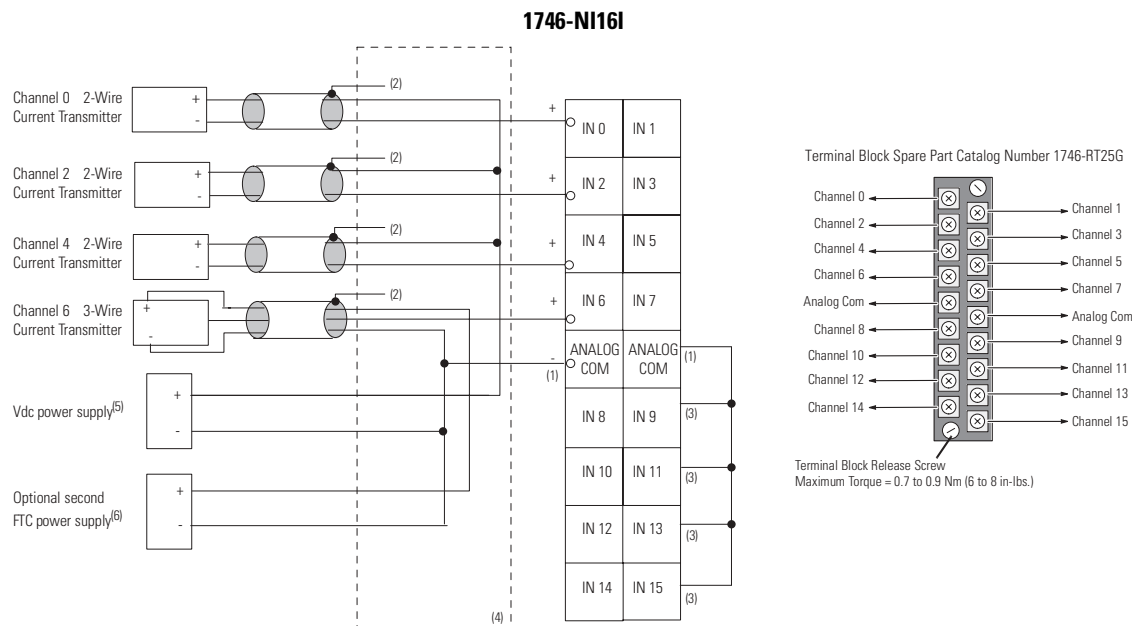 1746-NI16I
Channel 0 2-Wire
Current Transmitter
+
-
(2)
Channel 2 2-Wire
Current Transmitter
+
-
(2)
Channel 4 2-Wire
Current Transmitter
+
-
(2)
Channel 6 3-Wire
Current Transmitter
+
-
(2)
Vdc power supply(5)
+
-
Optional second
FTC power supply(6)
+
-
(4)
+
IN 0 IN 1
+
IN 2 IN 3
+
IN 4 IN 5
+
IN 6 IN 7
-
(1)
ANALOG COM ANALOG COM
(1)
IN 8 IN 9
(3)
IN 10 IN 11
(3)
IN 12 IN 13
(3)
IN 14 IN 15
(3)
Terminal Block Spare Part Catalog Number 1746-RT25G
Channel 0
Channel 2
Channel 4
Channel 6
Analog Com
Channel 8
Channel 10
Channel 12
Channel 14
Channel 1
Channel 3
Channel 5
Channel 7
Analog Com
Channel 9
Channel 11
Channel 13
Channel 15
Terminal Block Release Screw
Maximum Torque = 0.7 to 0.9 Nm (6 to 8 in-lbs.)